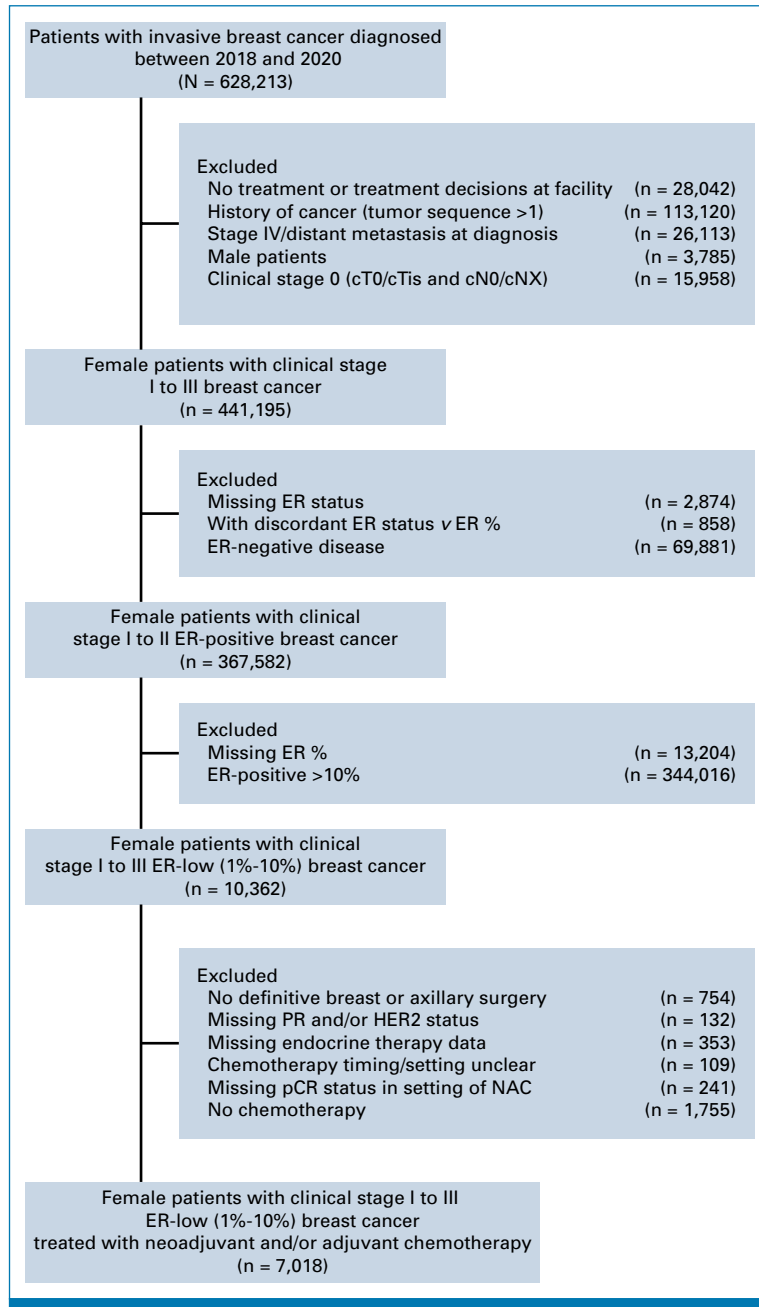 Patients with invasive breast cancer diagnosed
between 2018 and 2020
(N = 628,213)
Excluded
No treatment or treatment decisions at facility (n = 28,042)
History of cancer (tumor sequence >1) (n = 113,120)
Stage IV/distant metastasis at diagnosis (n = 26,113)
Male patients (n = 3,785)
Clinical stage 0 (cT0/cTis and cN0/cNX) (n = 15,958)
Female patients with clinical stage
I to III breast cancer
(n = 441,195)
Excluded
Missing ER status (n = 2,874)
With discordant ER status v ER % (n = 858)
ER-negative disease (n = 69,881)
Female patients with clinical
stage I to II ER-positive breast cancer
(n = 367,582)
Excluded
Missing ER % (n = 13,204)
ER-positive >10% (n = 344,016)
Female patients with clinical
stage I to III ER-low (1%-10%) breast cancer
(n = 10,362)
Excluded
No definitive breast or axillary surgery (n = 754)
Missing PR and/or HER2 status (n = 132)
Missing endocrine therapy data (n = 353)
Chemotherapy timing/setting unclear (n = 109)
Missing pCR status in setting of NAC (n = 241)
No chemotherapy (n = 1,755)
Female patients with clinical stage I to III
ER-low (1%-10%) breast cancer
treated with neoadjuvant and/or adjuvant chemotherapy
(n = 7,018)